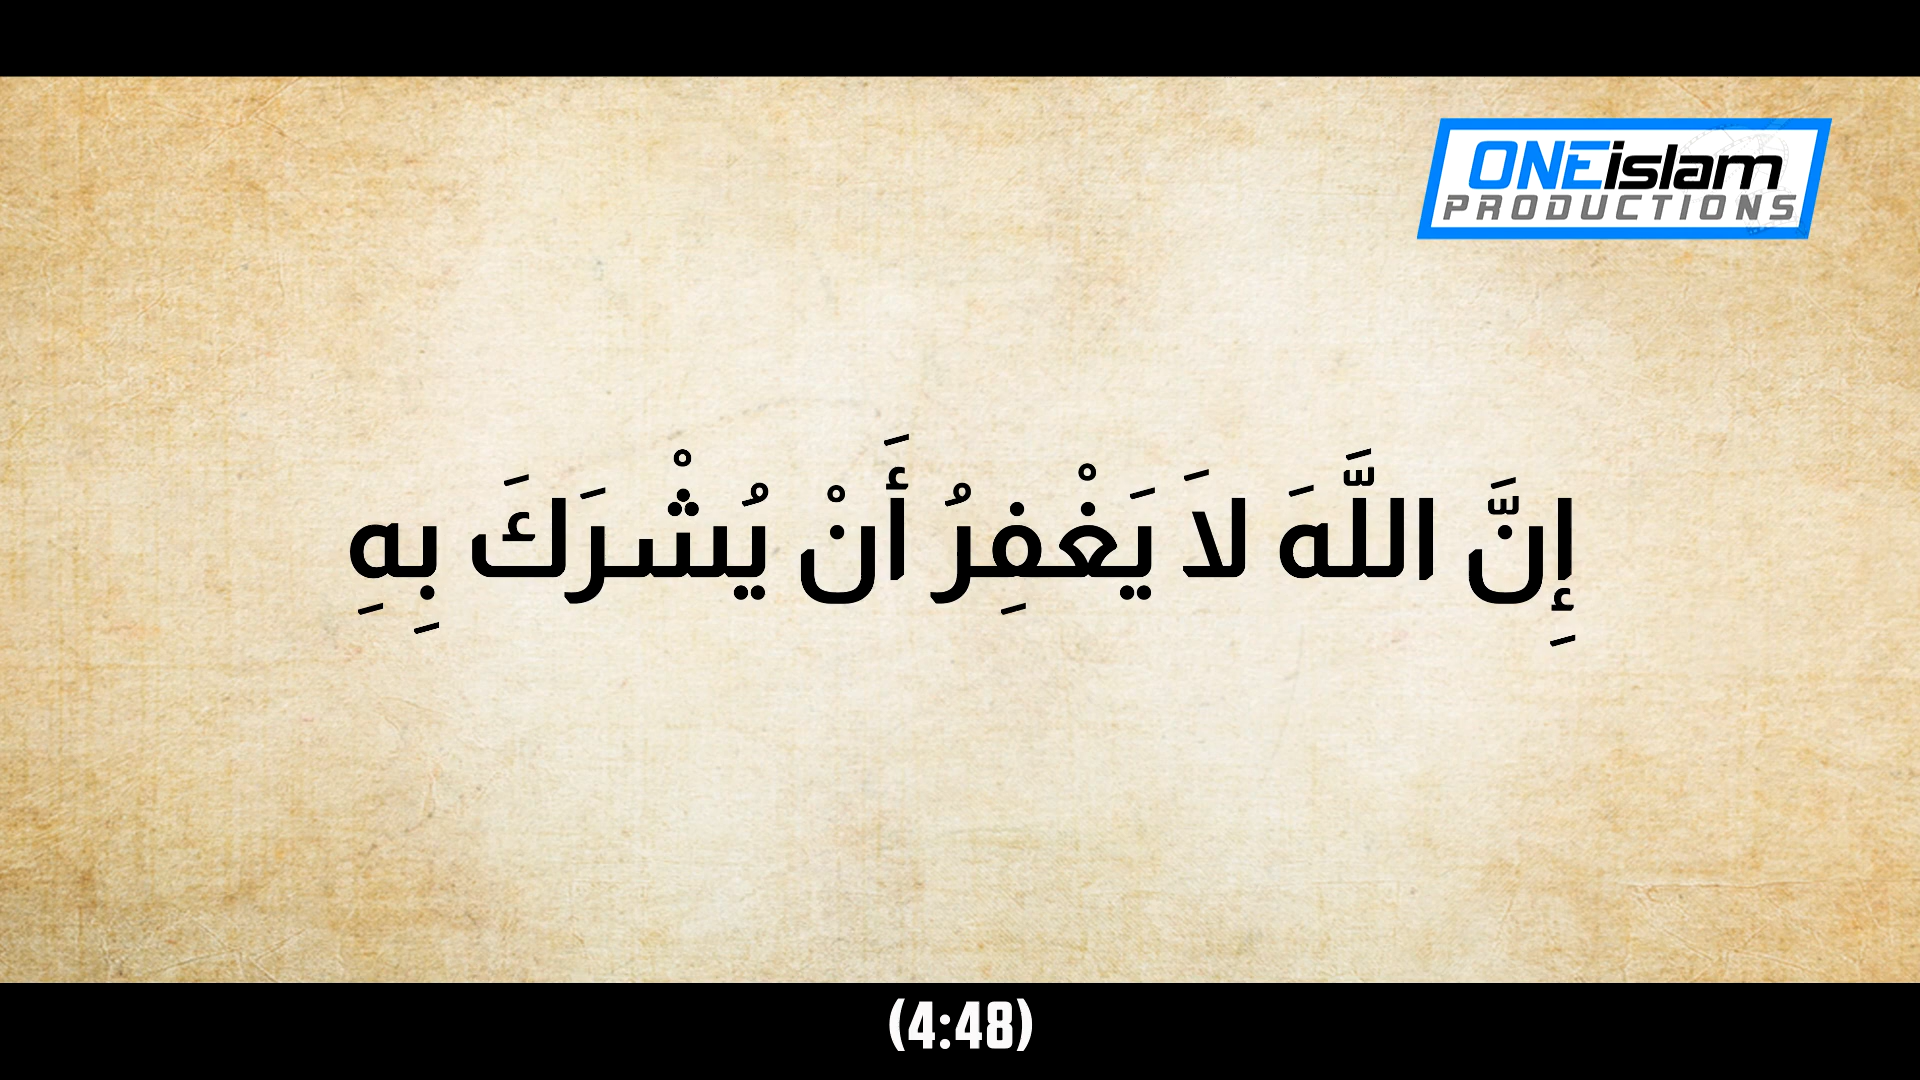 ONEislam
PRODUCTIONS
إِنَّ اللَّهَ لاَ يَغْفِرُ أَنْ يُشْرَكَ بِهِ
(4:48)